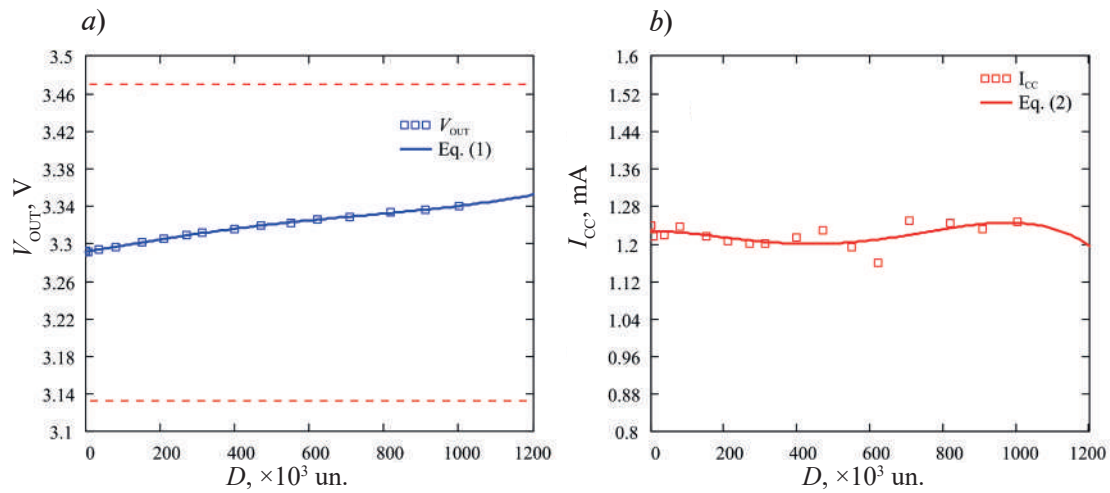 a)
3.5
3.46
3.42
3.38
3.34
3.3
3.26
3.22
3.18
3.14
3.1
V_OUT, V
V_OUT
Eq. (1)
0 200 400 600 800 1000 1200
D, ×10³ un.
b)
1.6
1.52
1.44
1.36
1.28
1.2
1.12
1.04
0.96
0.88
0.8
I_CC, mA
I_CC
Eq. (2)
0 200 400 600 800 1000 1200
D, ×10³ un.